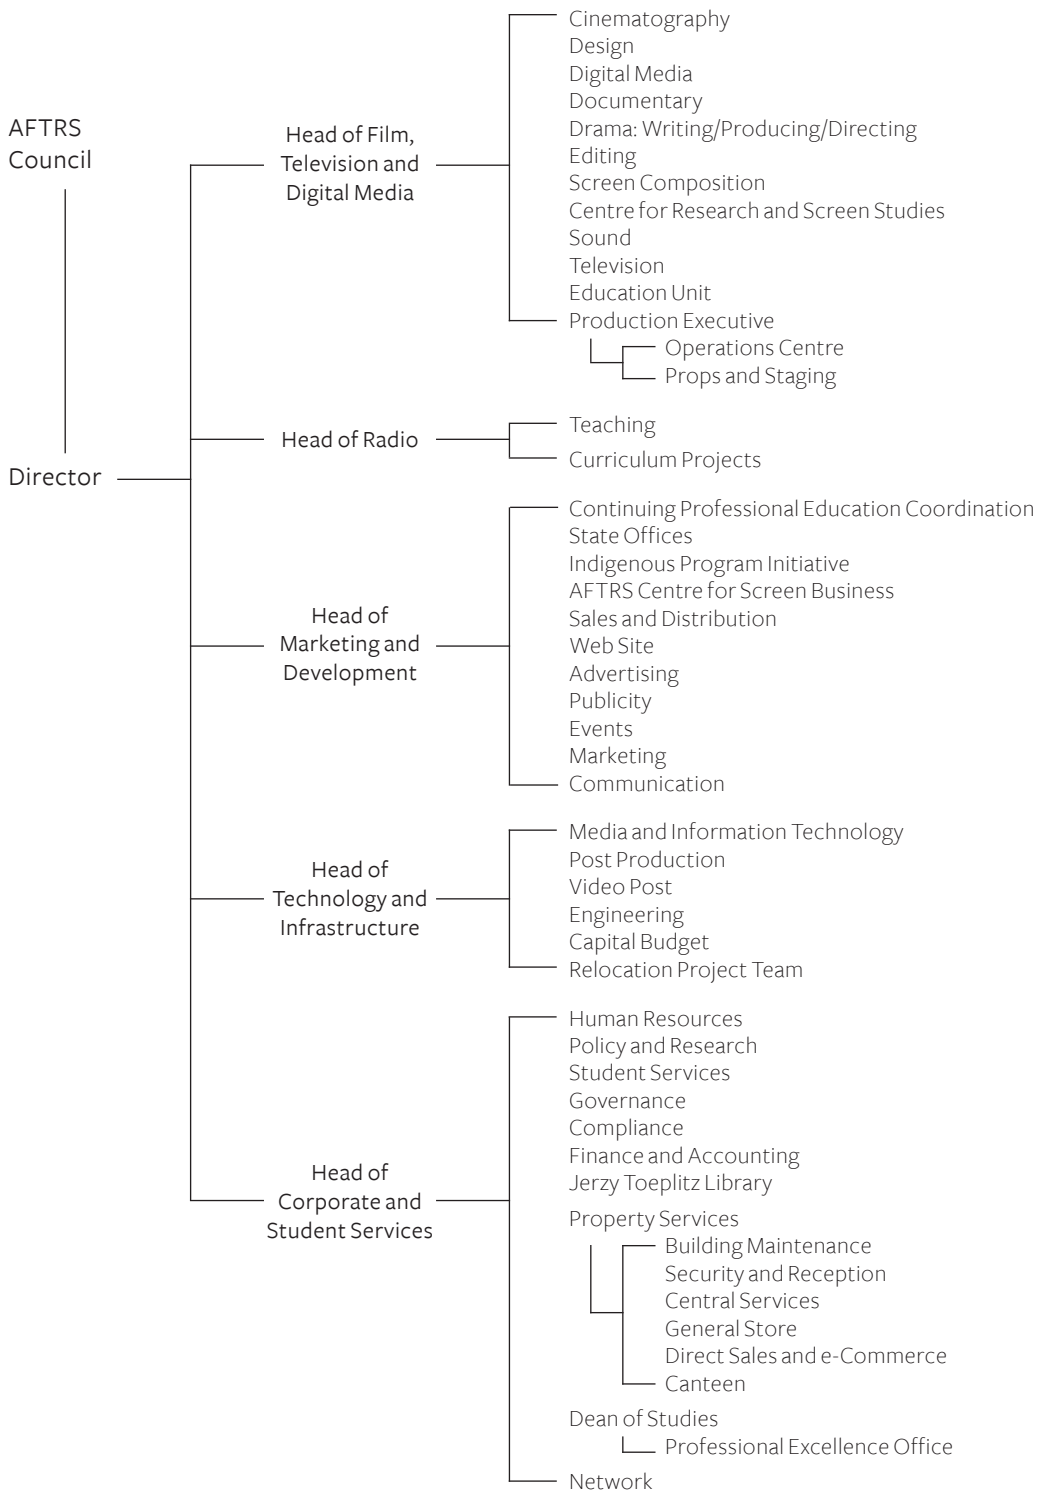 AFTRS
Council
Director
Head of Film,
Television and
Digital Media
Cinematography
Design
Digital Media
Documentary
Drama: Writing/Producing/Directing
Editing
Screen Composition
Centre for Research and Screen Studies
Sound
Television
Education Unit
Production Executive
Operations Centre
Props and Staging
Head of Radio
Teaching
Curriculum Projects
Head of
Marketing and
Development
Continuing Professional Education Coordination
State Offices
Indigenous Program Initiative
AFTRS Centre for Screen Business
Sales and Distribution
Web Site
Advertising
Publicity
Events
Marketing
Communication
Head of
Technology and
Infrastructure
Media and Information Technology
Post Production
Video Post
Engineering
Capital Budget
Relocation Project Team
Head of
Corporate and
Student Services
Human Resources
Policy and Research
Student Services
Governance
Compliance
Finance and Accounting
Jerzy Toeplitz Library
Property Services
Building Maintenance
Security and Reception
Central Services
General Store
Direct Sales and e-Commerce
Canteen
Dean of Studies
Professional Excellence Office
Network